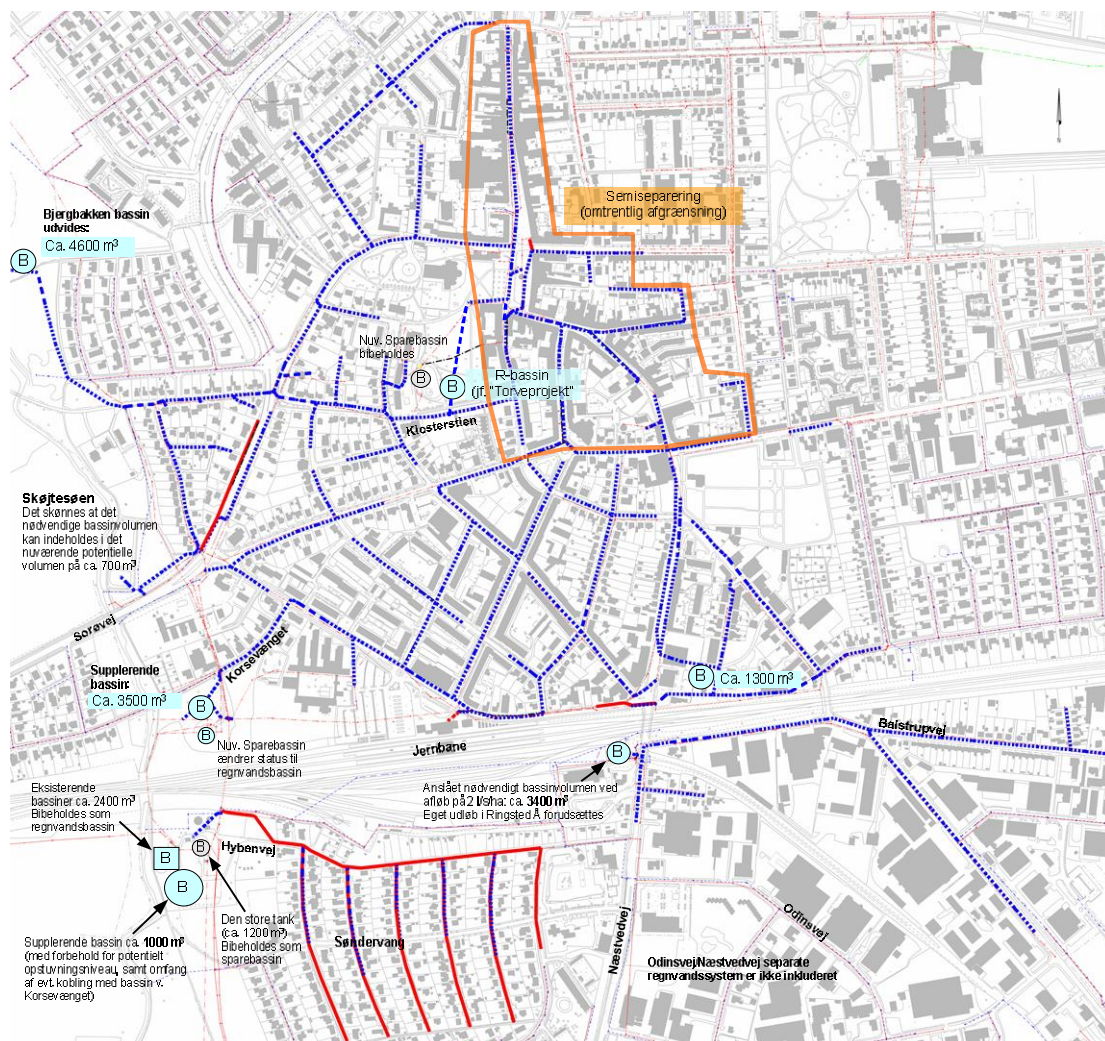 Semiseparering
(omtrentlig afgrænsning)
Bjergbakken bassin
udvides:
Ca. 4600 m³
B
Nuv. Sparebassin
bibeholdes
B
B
R-bassin
(jf. "Torveprojekt"
Klosterstien
Skøjtesøen
Det skønnes at det
nødvendige bassinvolumen
kan indeholdes i det
nuværende potentielle
volumen på ca. 700 m³
Sorøvej
Korsevænget
Supplerende
bassin:
Ca. 3500 m³
B
B
Nuv. Sparebassin
ændrer status til
regnvandsbassin
B
Ca. 1300 m³
Jernbane
Balstrupvej
B
Anslået nødvendigt bassinvolumen ved
afløb på 2 l/s/ha: ca. 3400 m³
Eget udløb i Ringsted Å forudsættes
Eksisterende
bassiner ca. 2400 m³
Bibeholdes som
regnvandsbassin
Hybenvej
B
B
B
Den store tank
(ca. 1200 m³)
Bibeholdes som
sparebassin
Søndervang
Næstvedvej
Odinsvej
Supplerende bassin ca. 1000 m³
(med forbehold for potentielt
opstuvningsniveau, samt omfang
af evt. kobling med bassin v.
Korsevænget)
Odinsvej/Næstvedvej separate
regnvandssystem er ikke inkluderet